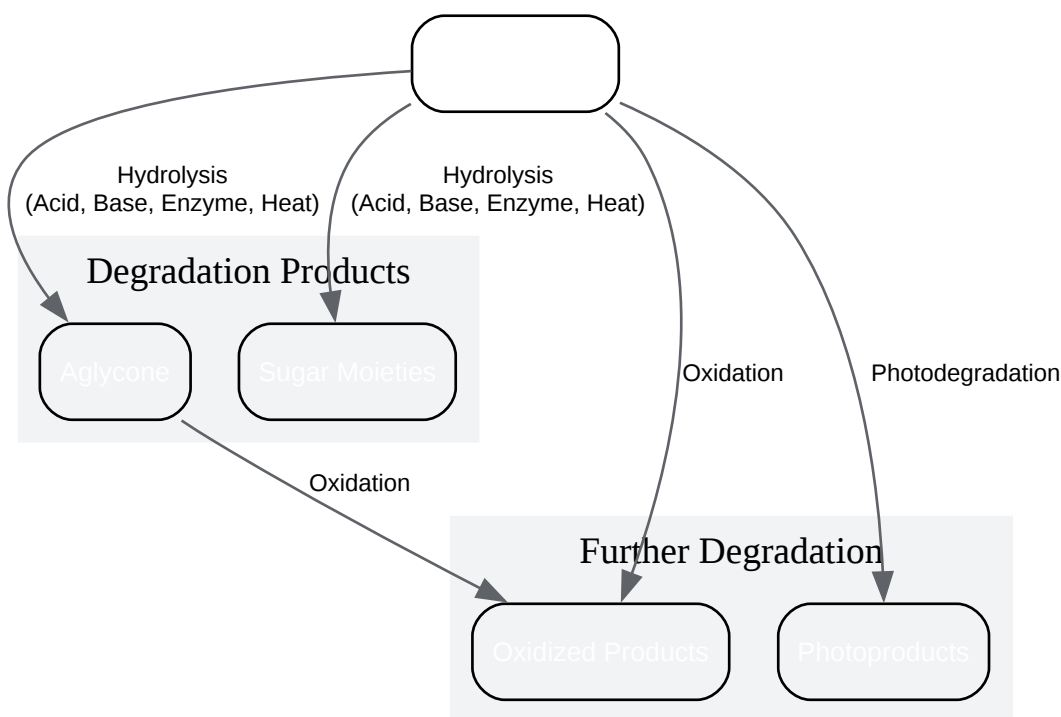 Hydrolysis
(Acid, Base, Enzyme, Heat)
Hydrolysis
(Acid, Base, Enzyme, Heat)
Degradation Products
Aglycone
Sugar Moieties
Oxidation
Photodegradation
Oxidation
Further Degradation
Oxidized Products
Photoproducts